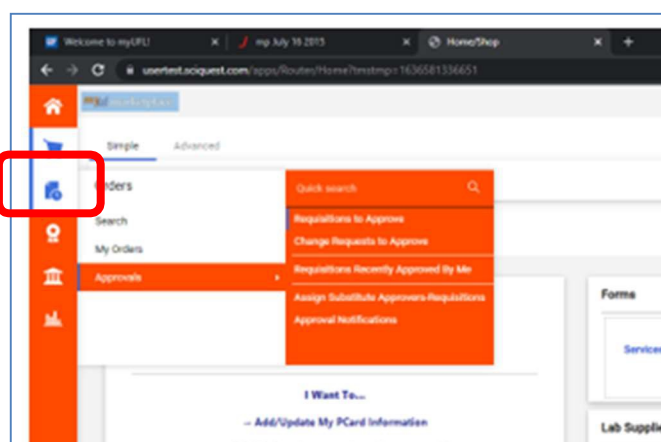 Welcome to myUFL!
mp July 16 2015
Home/Shop
usertest.sciquest.com/apps/Router/Home?tmstmp=1636581336651
Simple
Advanced
Orders
Search
My Orders
Approvals
Quick search
Requisitions to Approve
Change Requests to Approve
Requisitions Recently Approved By Me
Assign Substitute Approvers-Requisitions
Approval Notifications
Forms
Services
I Want To...
Add/Update My PCard Information
Lab Supplie